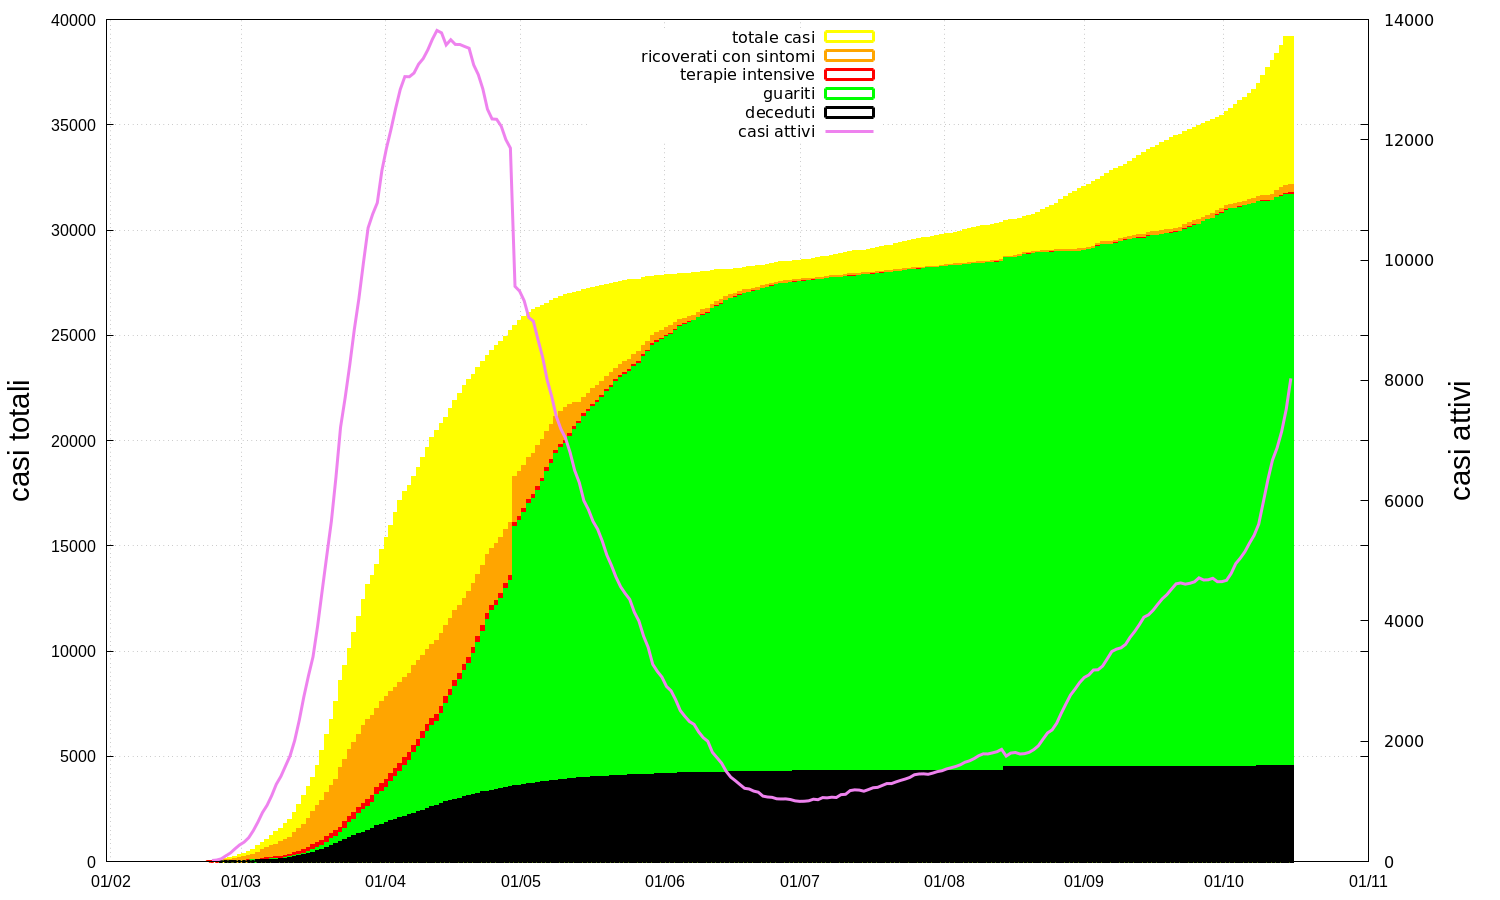 40000
35000
30000
25000
20000
15000
10000
5000
0
casi totali
totale casi
ricoverati con sintomi
terapie intensive
guariti
deceduti
casi attivi
14000
12000
10000
8000
6000
4000
2000
0
casi attivi
01/02 01/03 01/04 01/05 01/06 01/07 01/08 01/09 01/10 01/11